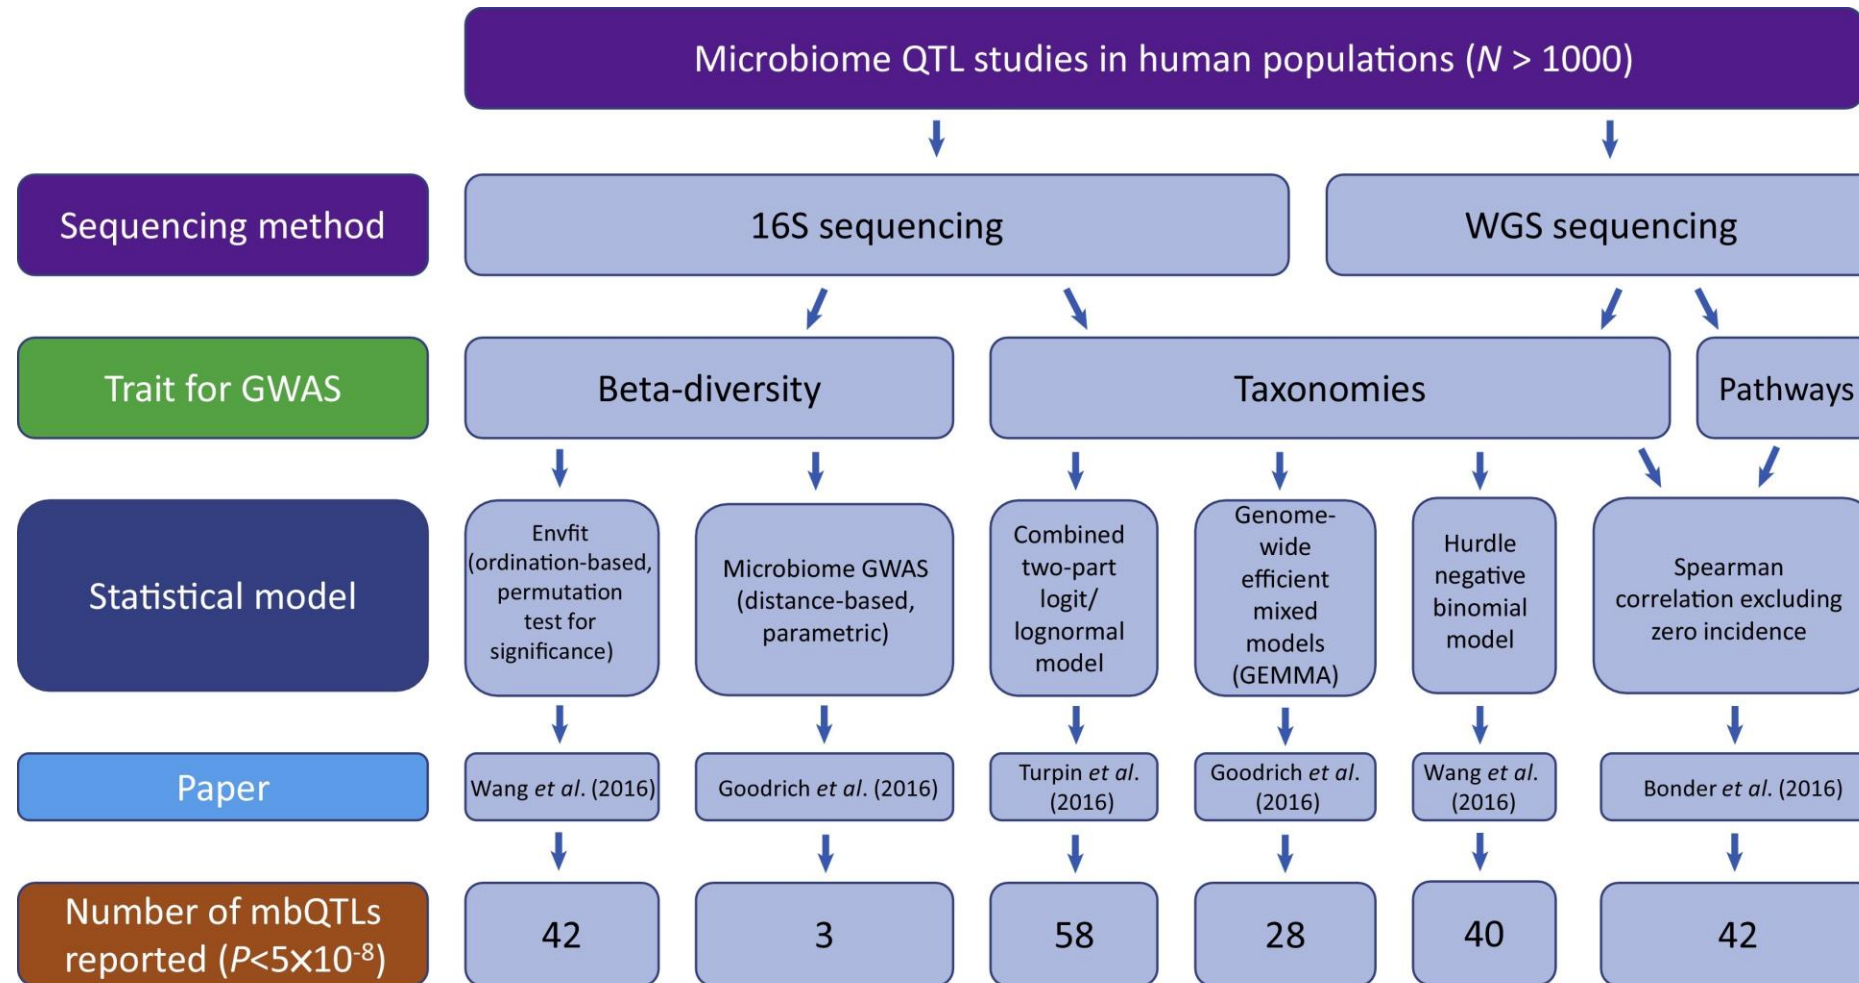 Microbiome QTL studies in human populations (N > 1000)
Sequencing method
16S sequencing
WGS sequencing
Trait for GWAS
Beta-diversity
Taxonomies
Pathways
Statistical model
Envfit
(ordination-based,
permutation
test for
significance)
Microbiome GWAS
(distance-based,
parametric)
Combined
two-part
logit/
lognormal
model
Genome-
wide
efficient
mixed
models
(GEMMA)
Hurdle
negative
binomial
model
Spearman
correlation excluding
zero incidence
Paper
Wang et al. (2016)
Goodrich et al. (2016)
Turpin et al.
(2016)
Goodrich et al.
(2016)
Wang et al.
(2016)
Bonder et al. (2016)
Number of mbQTLs
reported (P<5×10⁻⁸)
42
3
58
28
40
42